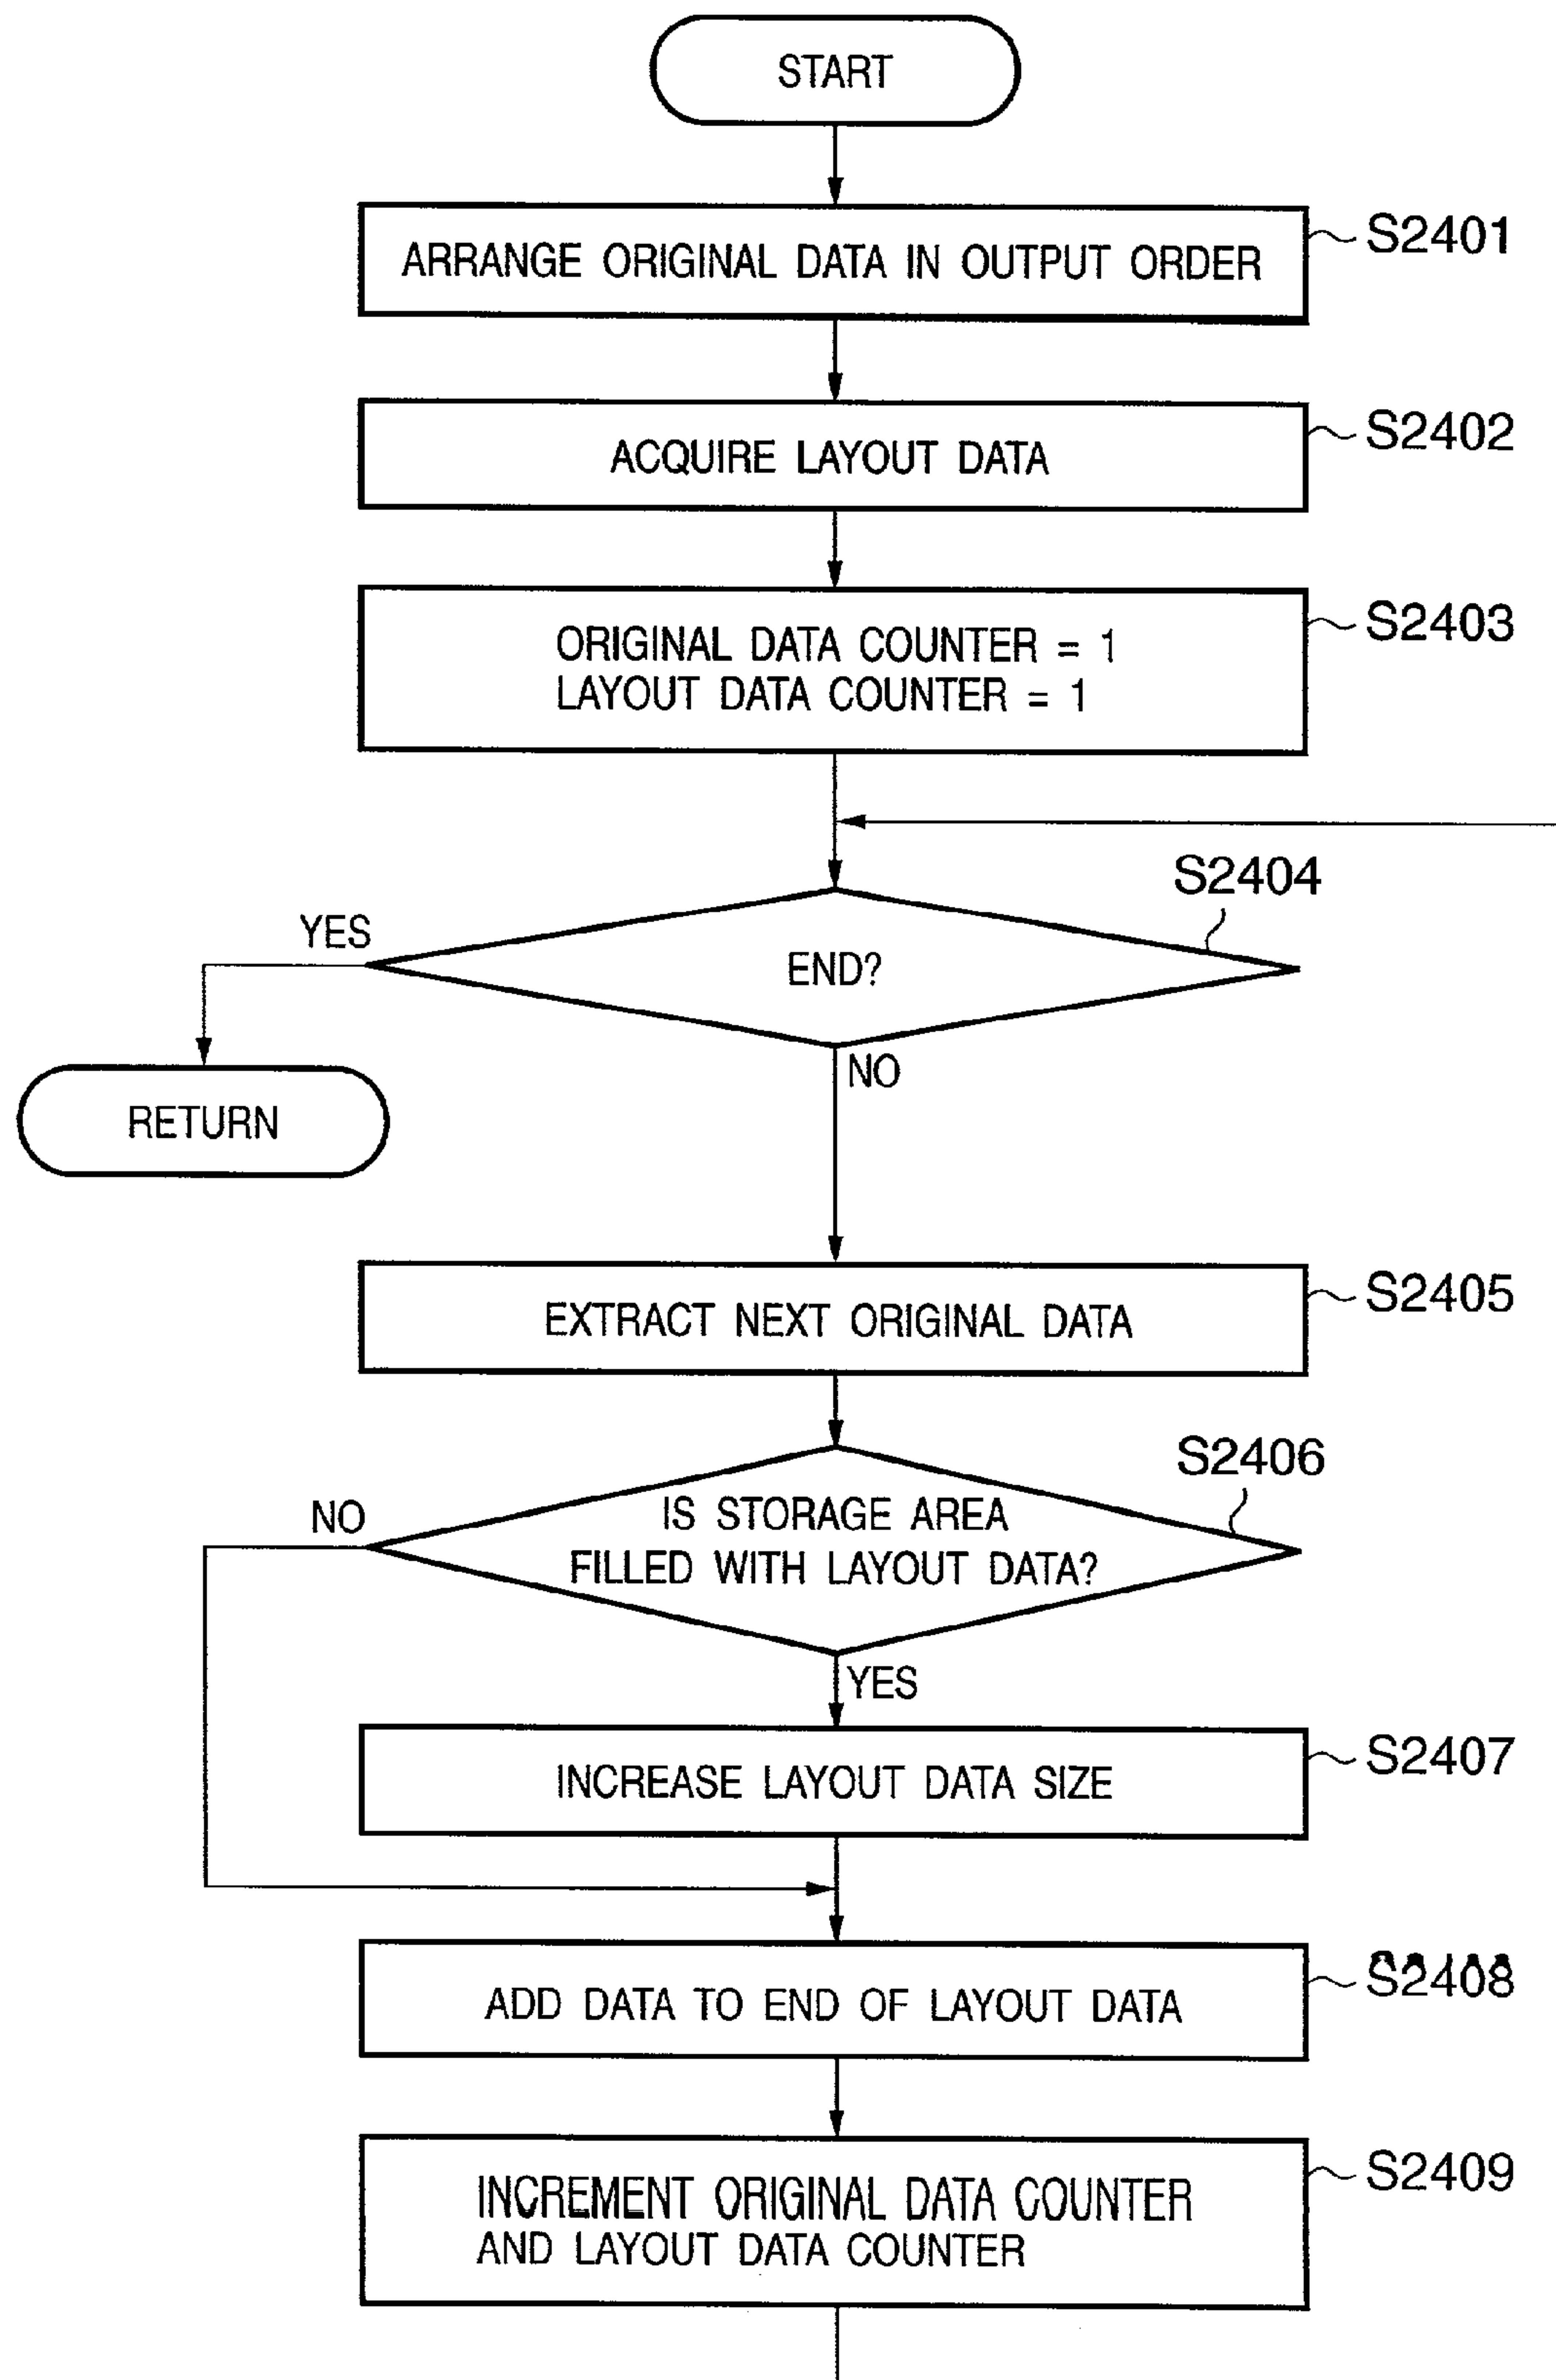 START
ARRANGE ORIGINAL DATA IN OUTPUT ORDER
S2401
ACQUIRE LAYOUT DATA
S2402
ORIGINAL DATA COUNTER = 1
LAYOUT DATA COUNTER = 1
S2403
S2404
YES
END?
NO
RETURN
EXTRACT NEXT ORIGINAL DATA
S2405
S2406
NO
IS STORAGE AREA
FILLED WITH LAYOUT DATA?
YES
INCREASE LAYOUT DATA SIZE
S2407
ADD DATA TO END OF LAYOUT DATA
S2408
INCREMENT ORIGINAL DATA COUNTER
AND LAYOUT DATA COUNTER
S2409